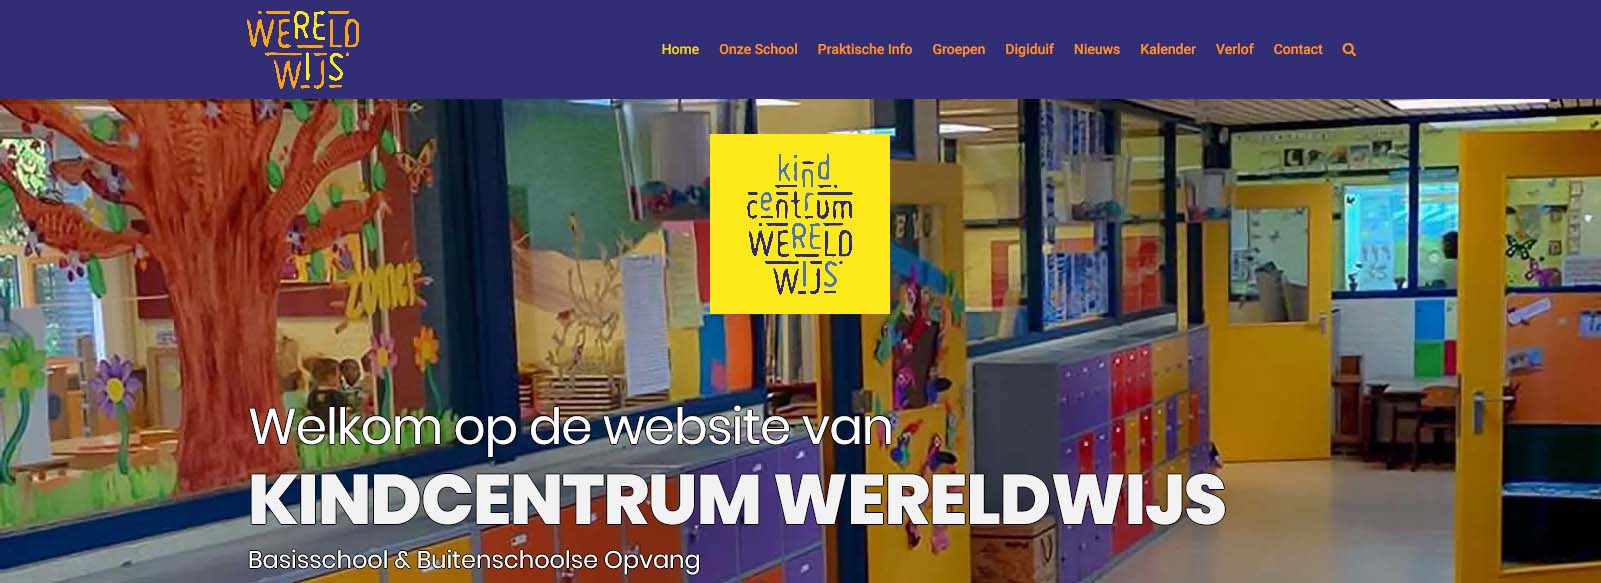 WERELD
WIJS
Home Onze School Praktische Info Groepen Digiduif Nieuws Kalender Verlof Contact
kind
centrum
WERELD
WIJS
zomer
Welkom op de website van
KINDCENTRUM WERELDWIJS
Basisschool & Buitenschoolse Opvang